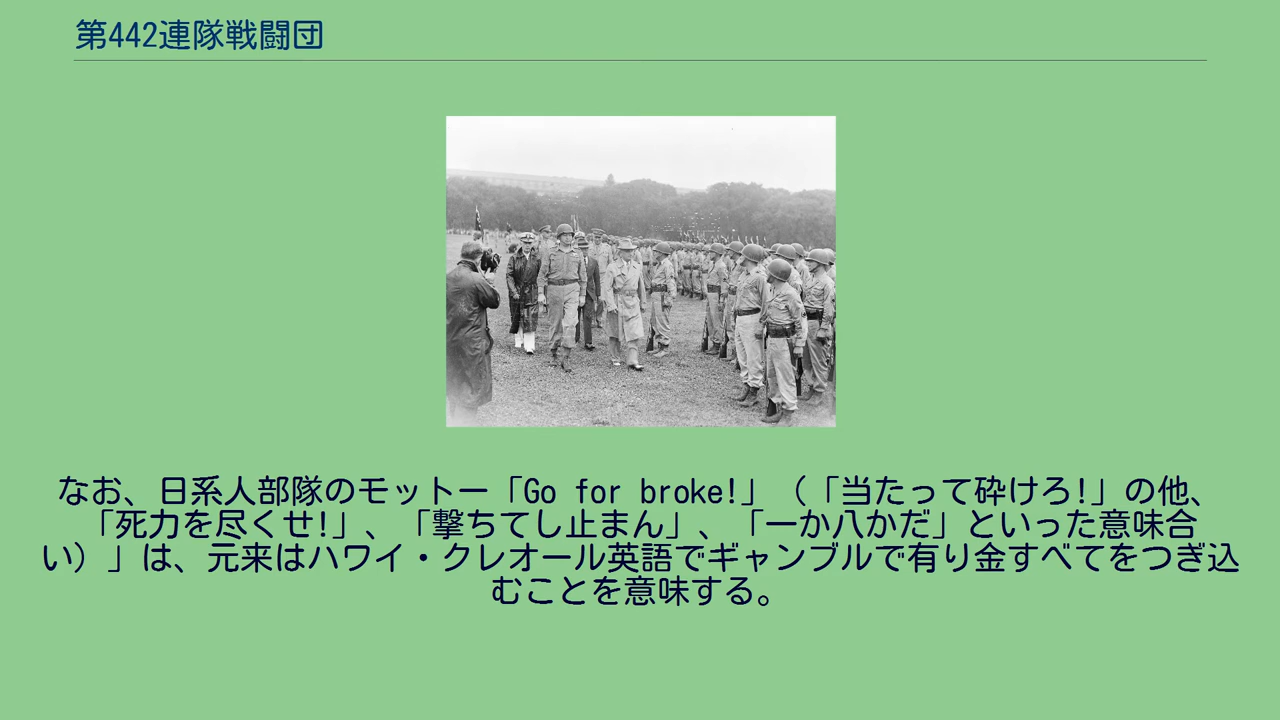 第442連隊戦闘団
なお、日系人部隊のモットー「Go for broke!」（「当たって砕けろ!」の他、
「死力を尽くせ!」、「撃ちてし止まん」、「一か八かだ」といった意味合
い）」は、元来はハワイ・クレオール英語でギャンブルで有り金すべてをつぎ込
むことを意味する。